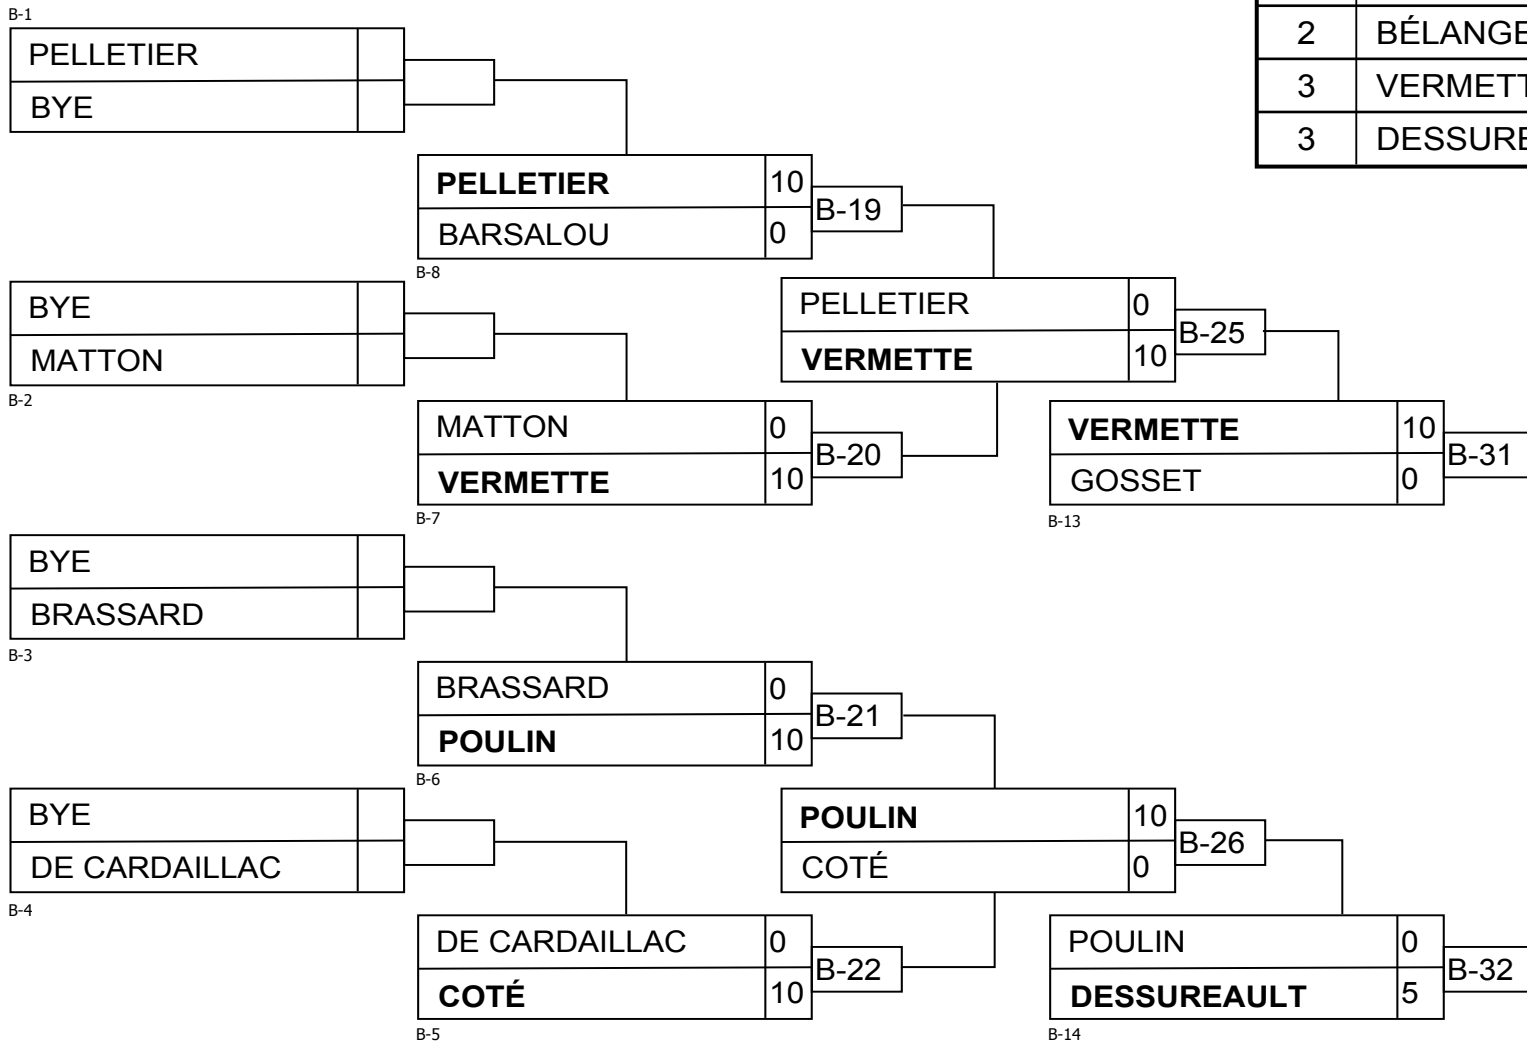 B-1
PELLETIER
BYE
2 BÉLANGE
3 VERMETT
3 DESSURE
PELLETIER 10
BARSALOU 0
B-19
B-8
BYE
MATTON
B-2
PELLETIER 0
VERMETTE 10
B-25
MATTON 0
VERMETTE 10
B-20
B-7
VERMETTE 10
GOSSET 0
B-31
B-13
BYE
BRASSARD
B-3
BRASSARD 0
POULIN 10
B-21
B-6
BYE
DE CARDAILLAC
B-4
POULIN 10
COTÉ 0
B-26
DE CARDAILLAC 0
COTÉ 10
B-22
B-5
POULIN 0
DESSUREAULT 5
B-32
B-14